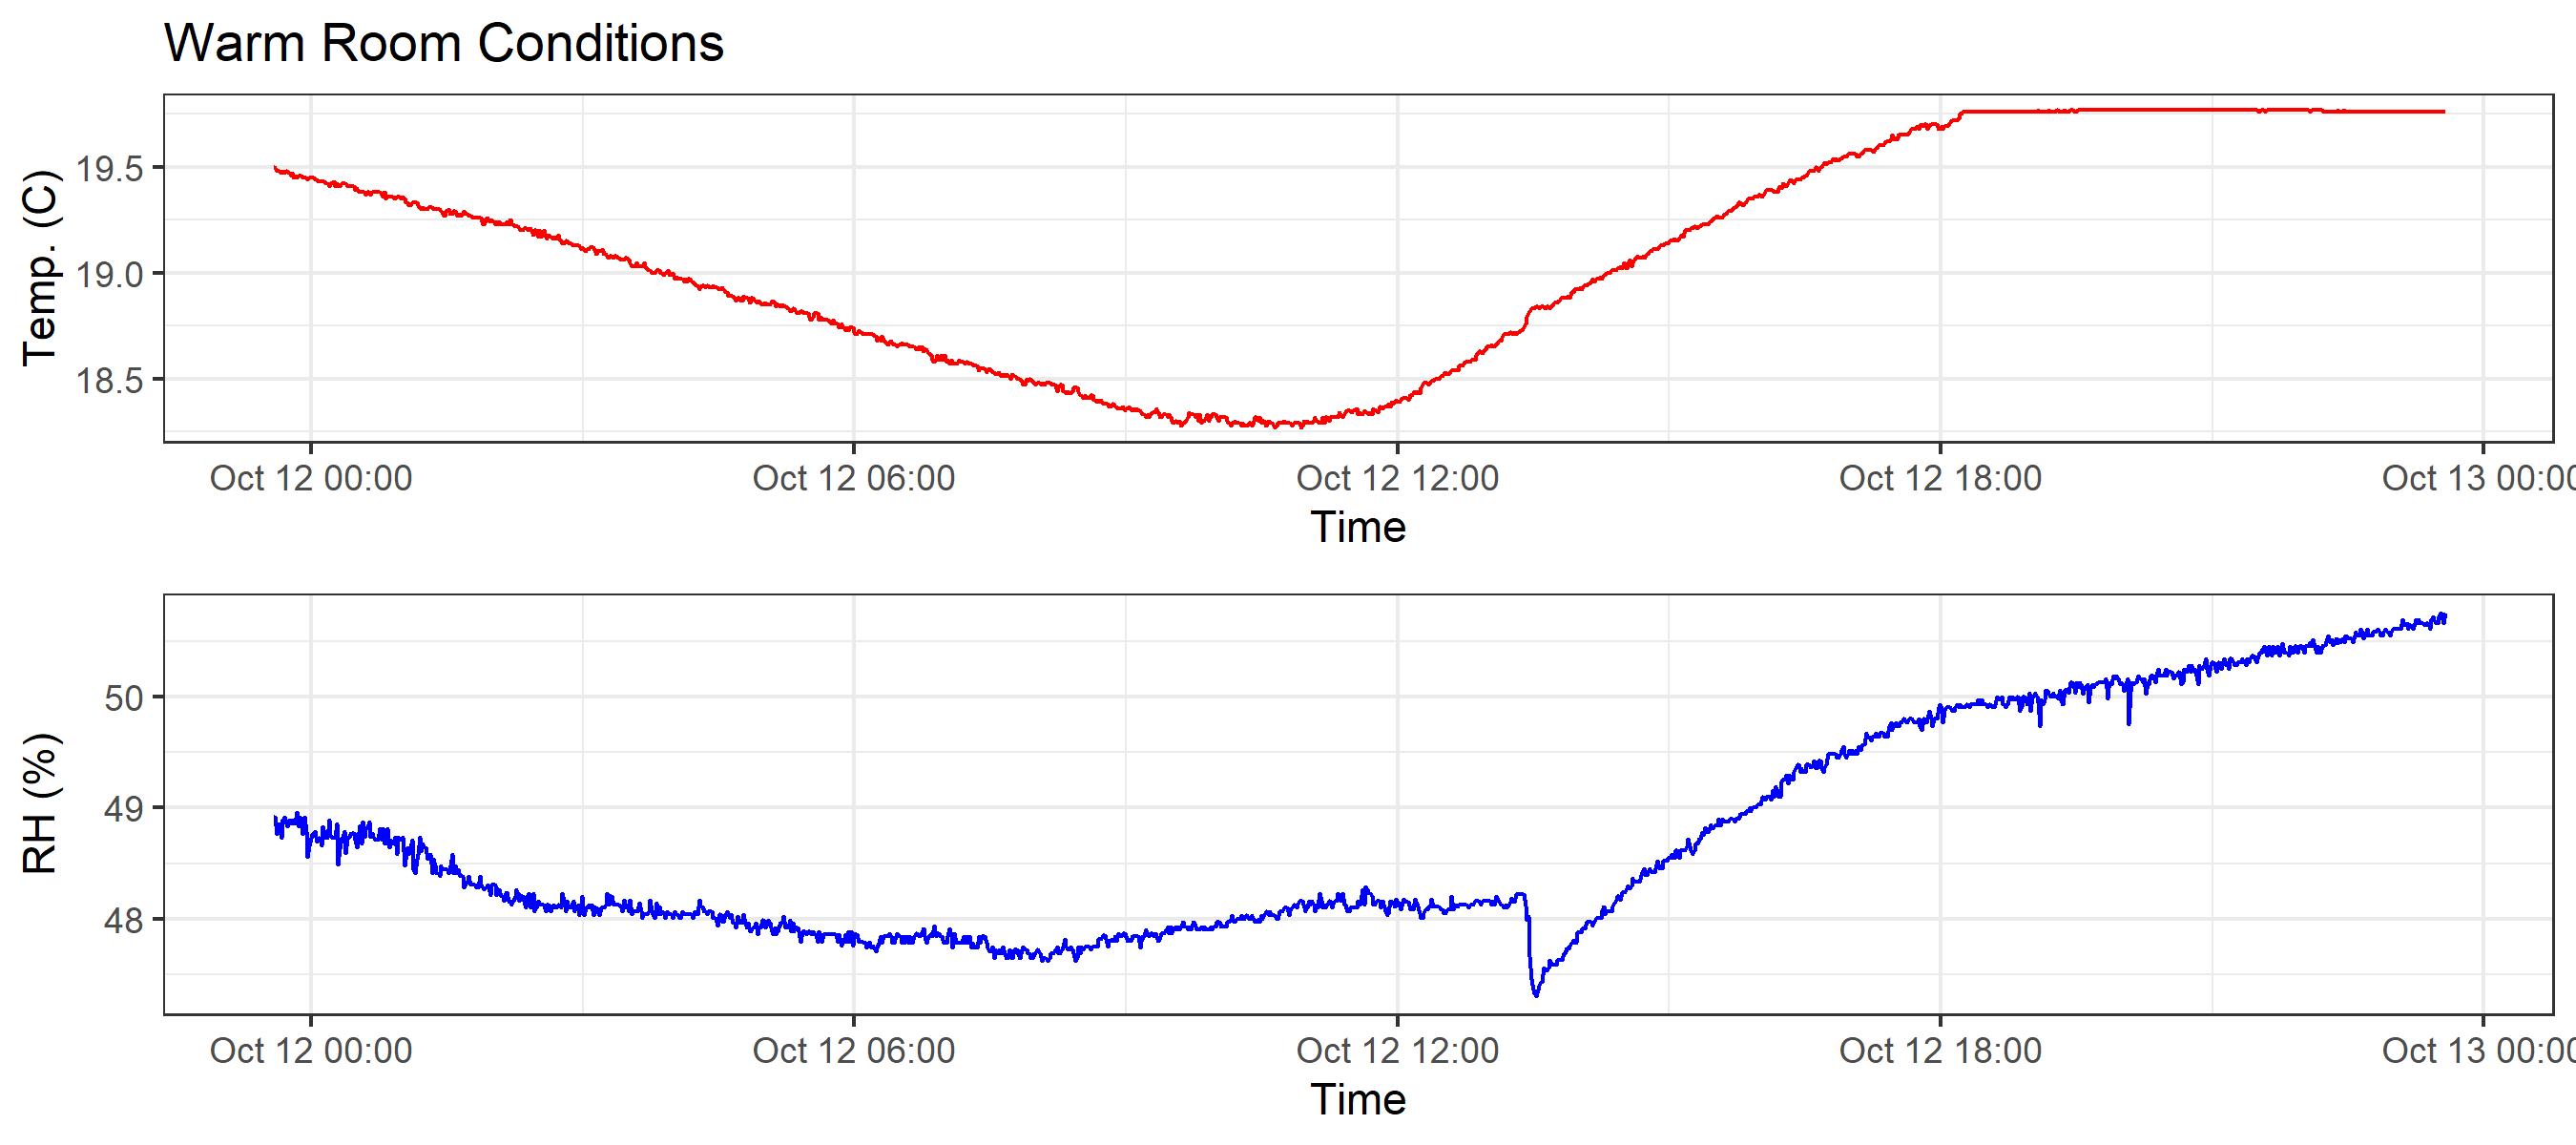 Warm Room Conditions
Temp. (C)
19.5
19.0
18.5
Oct 12 00:00 Oct 12 06:00 Oct 12 12:00 Oct 12 18:00 Oct 13 00:00
Time
RH (%)
50
49
48
Oct 12 00:00 Oct 12 06:00 Oct 12 12:00 Oct 12 18:00 Oct 13 00:00
Time